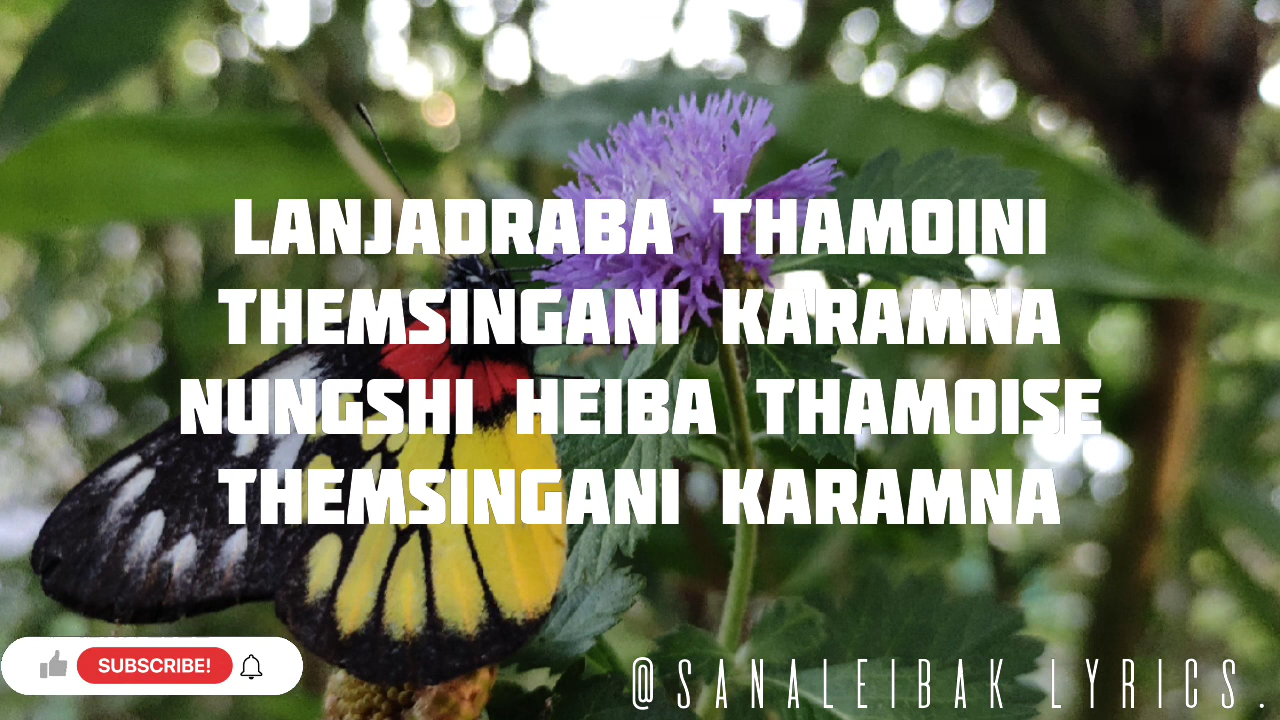 LANJADRABA THAMOINI
THEMSINGANI KARAMNA
NUNGSHI HEIBA THAMOISE
THEMSINGANI KARAMNA
SUBSCRIBE!
@SANALEIBAK LYRICS.